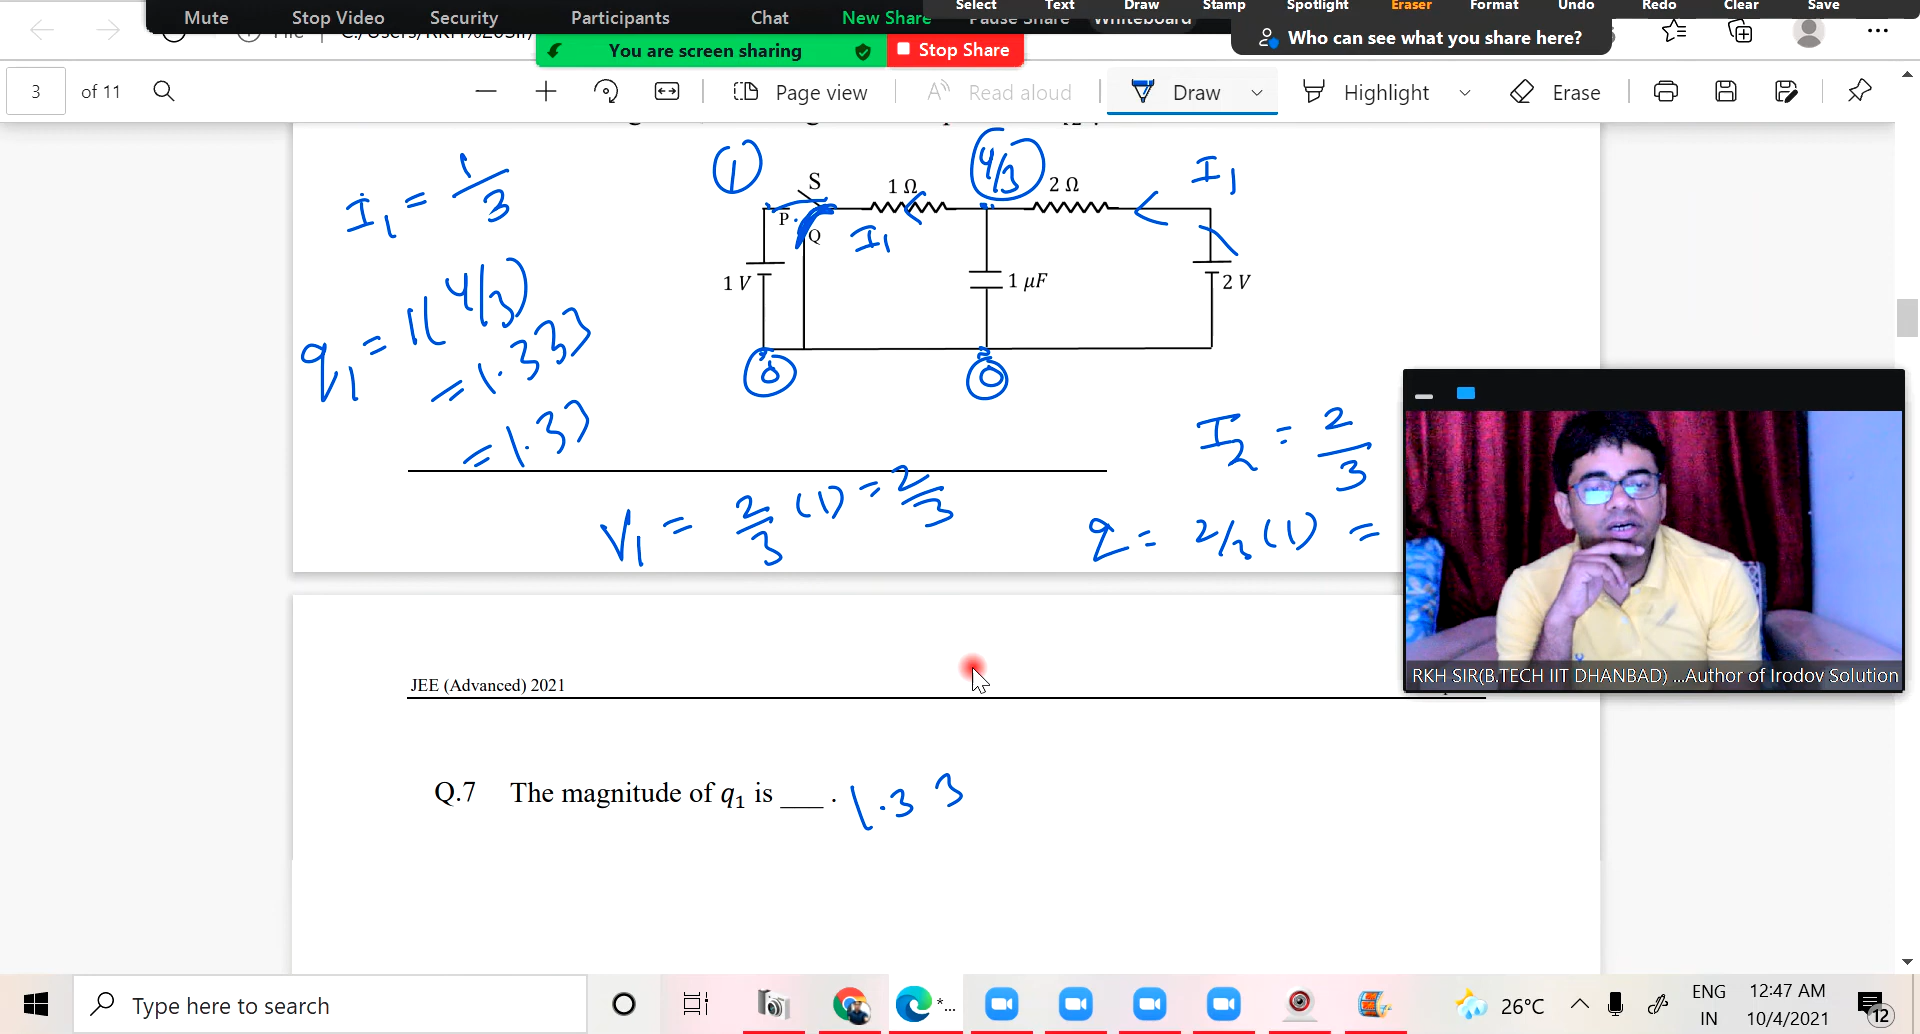 Mute Stop Video Security Participants Chat New Share Pause Share Whiteboard
Select Text Draw Stamp Spotlight Eraser Format Undo Redo Clear Save
You are screen sharing Stop Share
Who can see what you share here?
3 of 11 Page view Read aloud Draw Highlight Erase
I₁ = 1/3
q₁ = 1(4/3)
= 1.333
= 1.33
1 4/3 I₁
S 1 Ω 2 Ω
P Q I₁
1 V 1 μF 2 V
0 0
I₂ = 2/3
V₁ = 2/3 (1) = 2/3
q = 2/3 (1) =
RKH SIR(B.TECH IIT DHANBAD) ...Author of Irodov Solution
JEE (Advanced) 2021
Q.7 The magnitude of q₁ is ___ . 1.33
Type here to search
26°C
ENG
IN
12:47 AM
10/4/2021
12